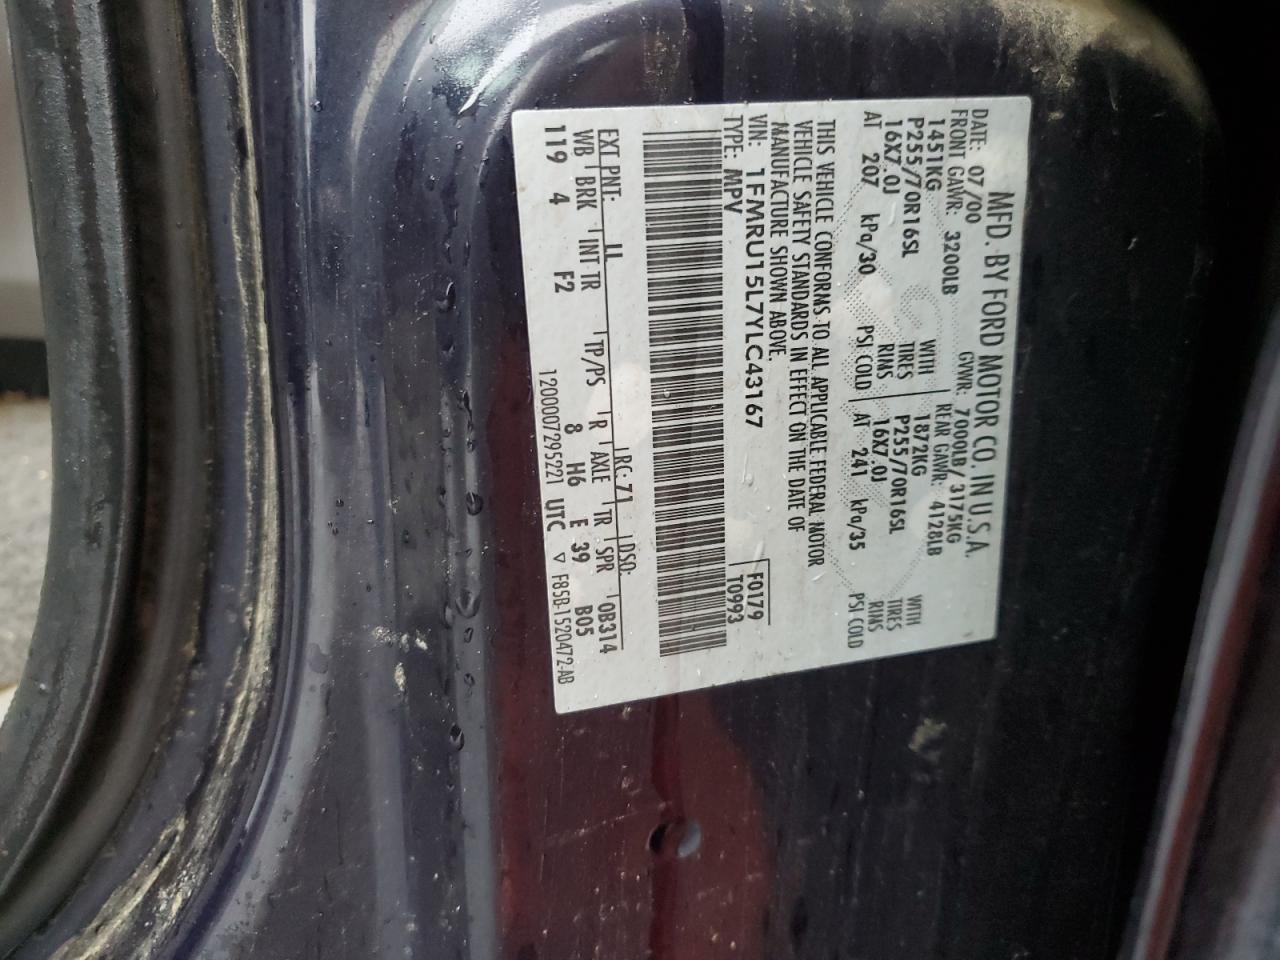 MFD. BY FORD MOTOR CO. IN U.S.A.
DATE: 07/00 GVWR: 7000LB/ 3175KG
FRONT GAWR: 3200LB REAR GAWR: 4128LB
1451KG WITH 1872KG WITH
P255/70R16SL TIRES P255/70R16SL TIRES
16X7.0J RIMS 16X7.0J RIMS
AT 207 kPa/30 PSI COLD AT 241 kPa/35 PSI COLD
THIS VEHICLE CONFORMS TO ALL APPLICABLE FEDERAL MOTOR
VEHICLE SAFETY STANDARDS IN EFFECT ON THE DATE OF
MANUFACTURE SHOWN ABOVE.
VIN: 1FMRU15L7YLC43167 F0179
TYPE: MPV T0993
EXT PNT: LL RC: 71 DSO: 0B314
WB BRK INT TR TP/PS R AXLE TR SPR B05
119 4 F2 8 H6 E 39
1200007295221 UTC ▽ F85B-1520472-AB